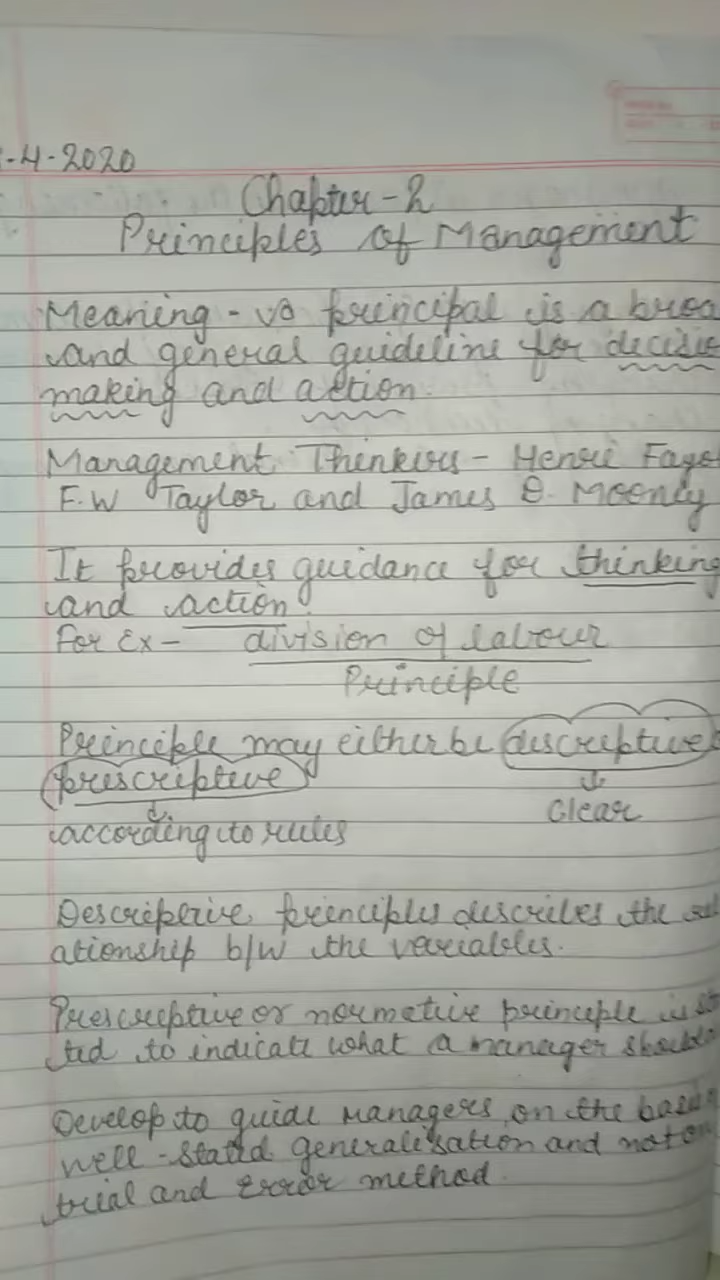 -4-2020
Chapter-2
Principles of Management
Meaning - principal is a broa
and general guideline for decisio
making and action.
Management Thinkers - Henri Fayo
F.W Taylor and James D. Mooney
It provides guidance for thinking
and action.
For Ex - division of labour
Principle
Principle may either be descriptive
prescriptive
Clear
according to rules
Descriptive principles describes the rel
ationship b/w the variables.
Prescriptive or normative principle is sta
ted to indicate what a manager should
Develop to guide managers on the basis
well-stated generalisation and not on
trial and error method.